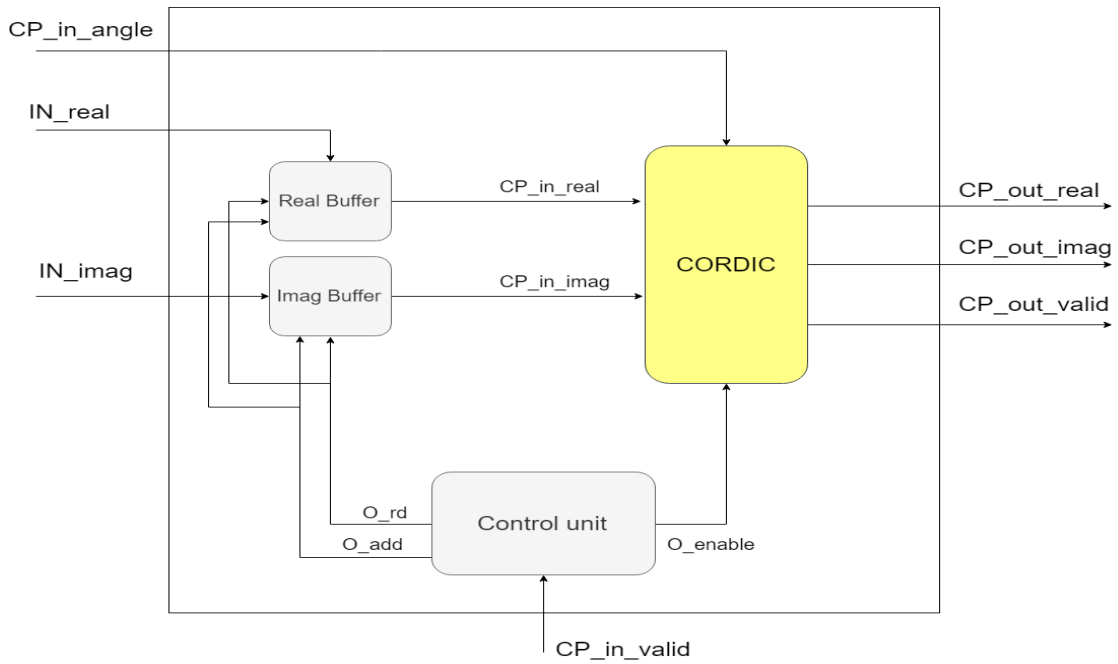 CP_in_angle
IN_real
Real Buffer
CP_in_real
CP_out_real
IN_imag
Imag Buffer
CP_in_imag
CORDIC
CP_out_imag
CP_out_valid
O_rd
O_add
Control unit
O_enable
CP_in_valid